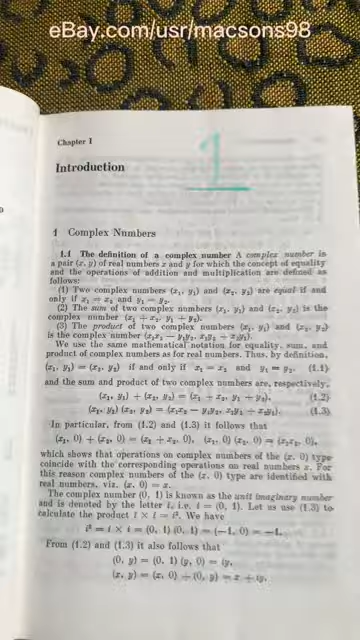 eBay.com/usr/macsons98
Chapter I
1
Introduction
1 Complex Numbers
1.1 The definition of a complex number A complex number is
a pair (x, y) of real numbers x and y for which the concept of equality
and the operations of addition and multiplication are defined as
follows:
(1) Two complex numbers (x₁, y₁) and (x₂, y₂) are equal if and
only if x₁ = x₂ and y₁ = y₂.
(2) The sum of two complex numbers (x₁, y₁) and (x₂, y₂) is the
complex number (x₁ + x₂, y₁ + y₂).
(3) The product of two complex numbers (x₁, y₁) and (x₂, y₂)
is the complex number (x₁x₂ — y₁y₂, x₁y₂ + x₂y₁).
We use the same mathematical notation for equality, sum, and
product of complex numbers as for real numbers. Thus, by definition,
(x₁, y₁) = (x₂, y₂) if and only if x₁ = x₂ and y₁ = y₂, (1.1)
and the sum and product of two complex numbers are, respectively,
(x₁, y₁) + (x₂, y₂) = (x₁ + x₂, y₁ + y₂), (1.2)
(x₁, y₁) (x₂, y₂) = (x₁x₂ — y₁y₂, x₁y₂ + x₂y₁). (1.3)
In particular, from (1.2) and (1.3) it follows that
(x₁, 0) + (x₂, 0) = (x₁ + x₂, 0), (x₁, 0) (x₂, 0) = (x₁x₂, 0),
which shows that operations on complex numbers of the (x, 0) type
coincide with the corresponding operations on real numbers x. For
this reason complex numbers of the (x, 0) type are identified with
real numbers, viz. (x, 0) = x.
The complex number (0, 1) is known as the unit imaginary number
and is denoted by the letter i, i.e. i = (0, 1). Let us use (1.3) to
calculate the product i × i = i². We have
i² = i × i = (0, 1) (0, 1) = (—1, 0) = —1.
From (1.2) and (1.3) it also follows that
(0, y) = (0, 1) (y, 0) = iy,
(x, y) = (x, 0) + (0, y) = x + iy.